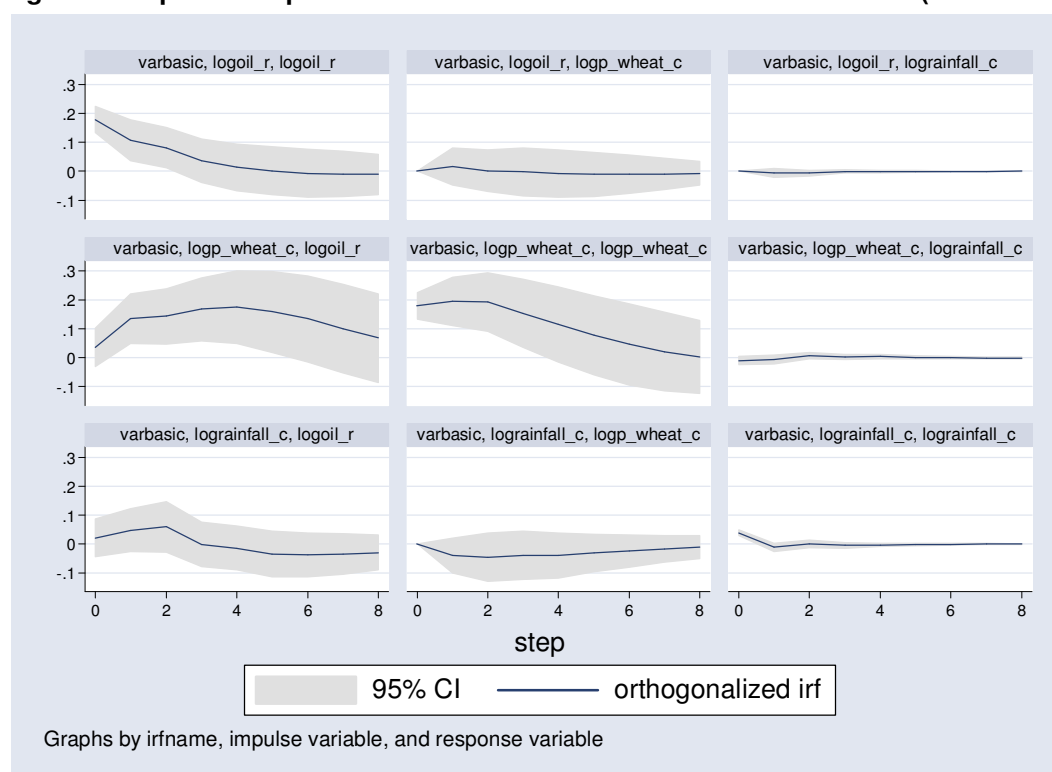 varbasic, logoil_r, logoil_r
varbasic, logoil_r, logp_wheat_c
varbasic, logoil_r, lograinfall_c
.3
.2
.1
0
-.1
varbasic, logp_wheat_c, logoil_r
varbasic, logp_wheat_c, logp_wheat_c
varbasic, logp_wheat_c, lograinfall_c
.3
.2
.1
0
-.1
varbasic, lograinfall_c, logoil_r
varbasic, lograinfall_c, logp_wheat_c
varbasic, lograinfall_c, lograinfall_c
.3
.2
.1
0
-.1
0 2 4 6 8
0 2 4 6 8
0 2 4 6 8
step
95% CI
orthogonalized irf
Graphs by irfname, impulse variable, and response variable